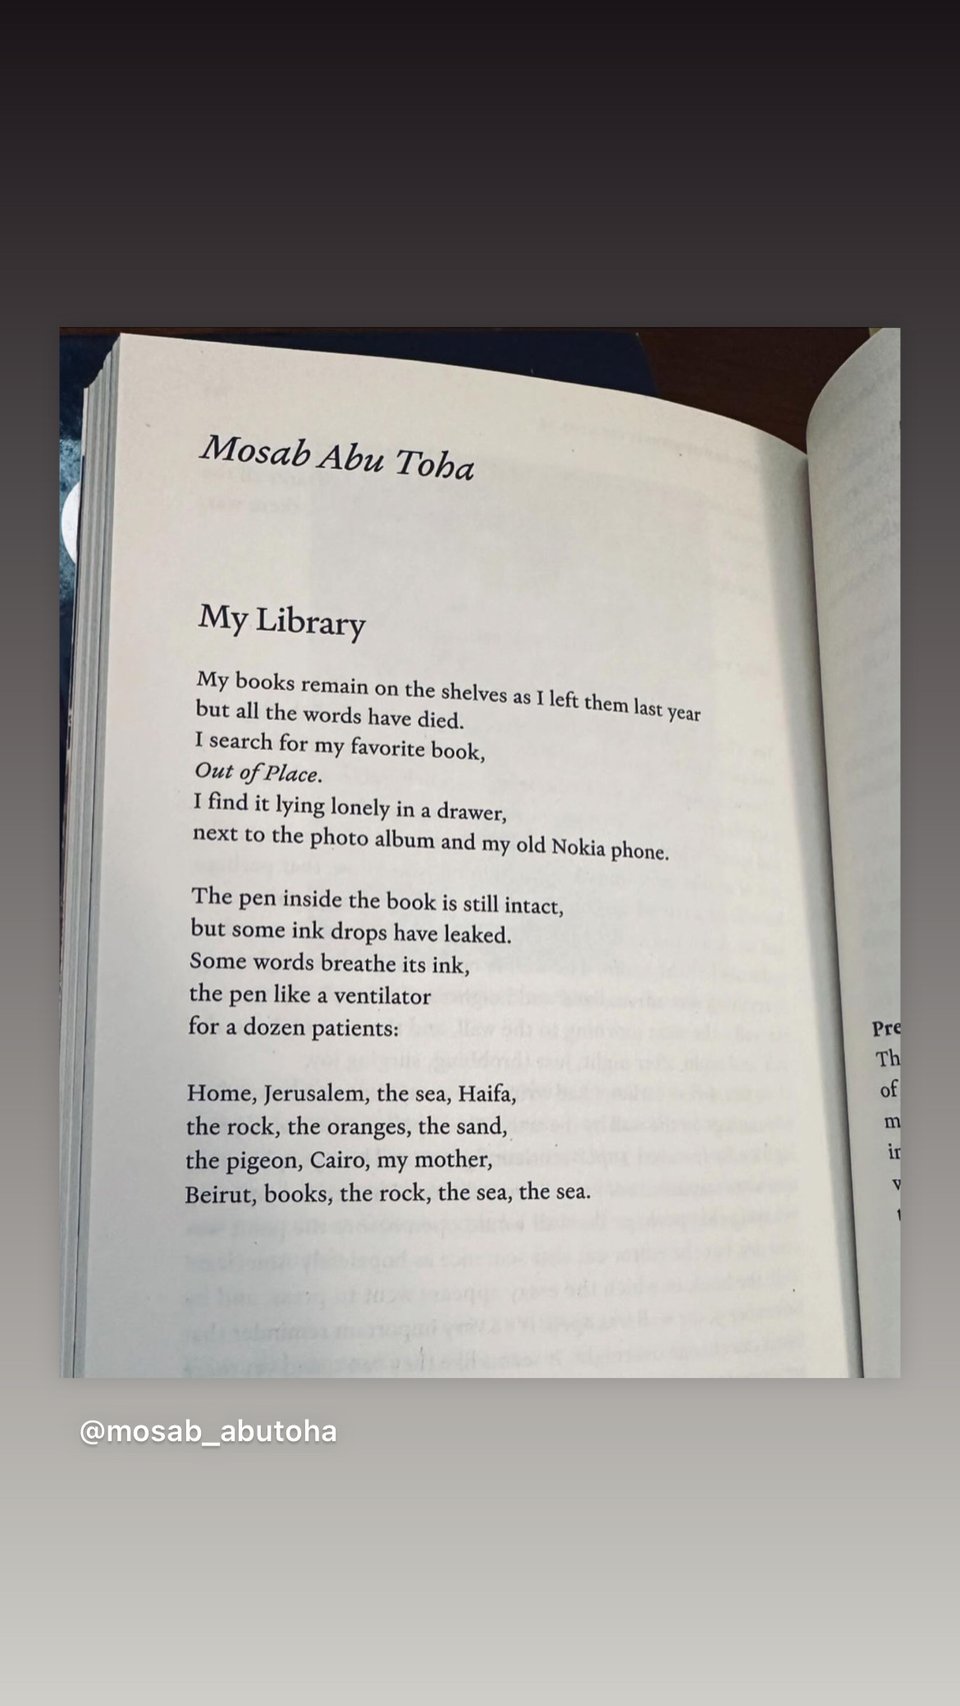 Mosab Abu Toha
My Library
My books remain on the shelves as I left them last year
but all the words have died.
I search for my favorite book,
Out of Place.
I find it lying lonely in a drawer,
next to the photo album and my old Nokia phone.
The pen inside the book is still intact,
but some ink drops have leaked.
Some words breathe its ink,
the pen like a ventilator
for a dozen patients:
Home, Jerusalem, the sea, Haifa,
the rock, the oranges, the sand,
the pigeon, Cairo, my mother,
Beirut, books, the rock, the sea, the sea.
Pre
Th
of
m
in
@mosab_abutoha